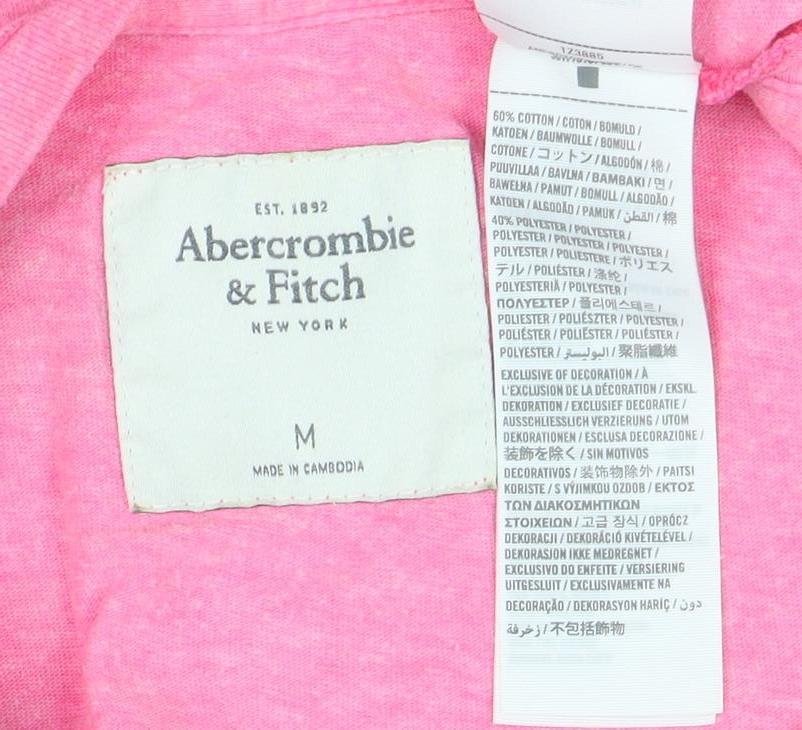 EST. 1892
Abercrombie
& Fitch
NEW YORK
M
MADE IN CAMBODIA
123885
60% COTTON / COTON / BOMULD /
KATOEN / BAUMWOLLE / BOMULL /
COTONE / コットン / ALGODÓN / 棉 /
PUUVILLAA / BAVLNA / ΒΑΜΒΑΚΙ / 면 /
BAWEŁNA / PAMUT / BOMULL / ALGODÃO /
KATOEN / ALGODÃO / PAMUK / القطن / 棉
40% POLYESTER / POLYESTER /
POLYESTER / POLYESTER / POLYESTER /
POLYESTER / POLIESTERE / ポリエス
テル / POLIÉSTER / 涤纶 /
POLYESTERIÄ / POLYESTER /
ΠΟΛΥΕΣΤΕΡ / 폴리에스테르 /
POLIESTER / POLIÉSZTER / POLYESTER /
POLIÉSTER / POLIËSTER / POLIÉSTER /
POLYESTER / البوليستر / 聚脂纖維
EXCLUSIVE OF DECORATION / À
L'EXCLUSION DE LA DÉCORATION / EKSKL.
DEKORATION / EXCLUSIEF DECORATIE /
AUSSCHLIESSLICH VERZIERUNG / UTOM
DEKORATIONEN / ESCLUSA DECORAZIONE /
装飾を除く / SIN MOTIVOS
DECORATIVOS / 装饰物除外 / PAITSI
KORISTE / S VÝJIMKOU OZDOB / ΕΚΤΟΣ
ΤΩΝ ΔΙΑΚΟΣΜΗΤΙΚΩΝ
ΣΤΟΙΧΕΙΩΝ / 고급 장식 / OPRÓCZ
DEKORACJI / DEKORÁCIÓ KIVÉTELÉVEL /
DEKORASJON IKKE MEDREGNET /
EXCLUSIVO DO ENFEITE / VERSIERING
UITGESLUIT / EXCLUSIVAMENTE NA
DECORAÇÃO / DEKORASYON HARİÇ / دون
زخرفة / 不包括飾物